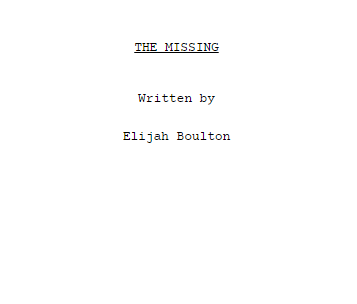 THE MISSING
Written by
Elijah Boulton